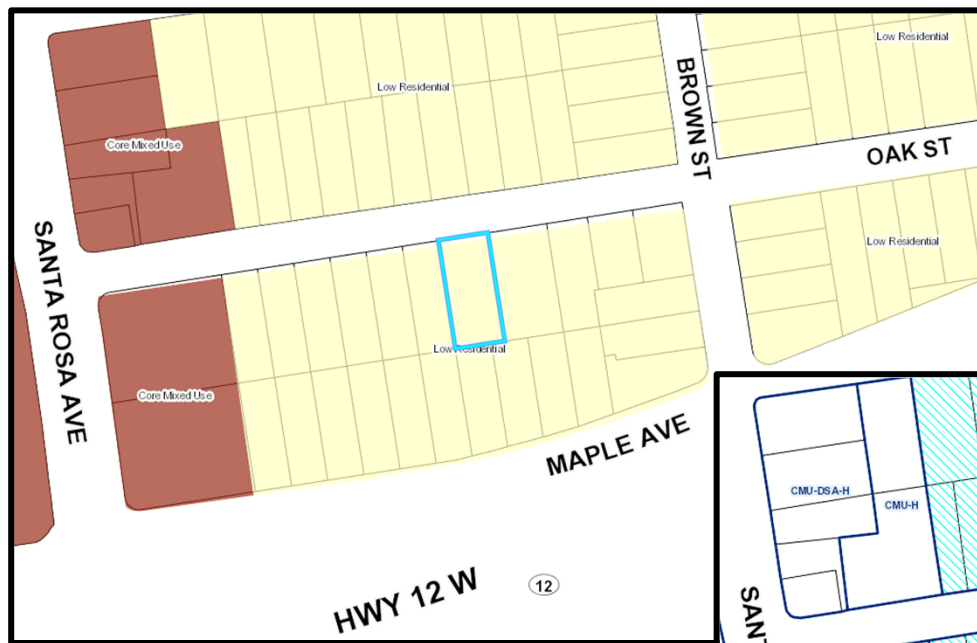 Low Residential
Low Residential
BROWN ST
Core Mixed Use
OAK ST
SANTA ROSA AVE
Low Residential
Low Residential
Core Mixed Use
MAPLE AVE
HWY 12 W
12
CMU-DSA-H
CMU-H
SANT